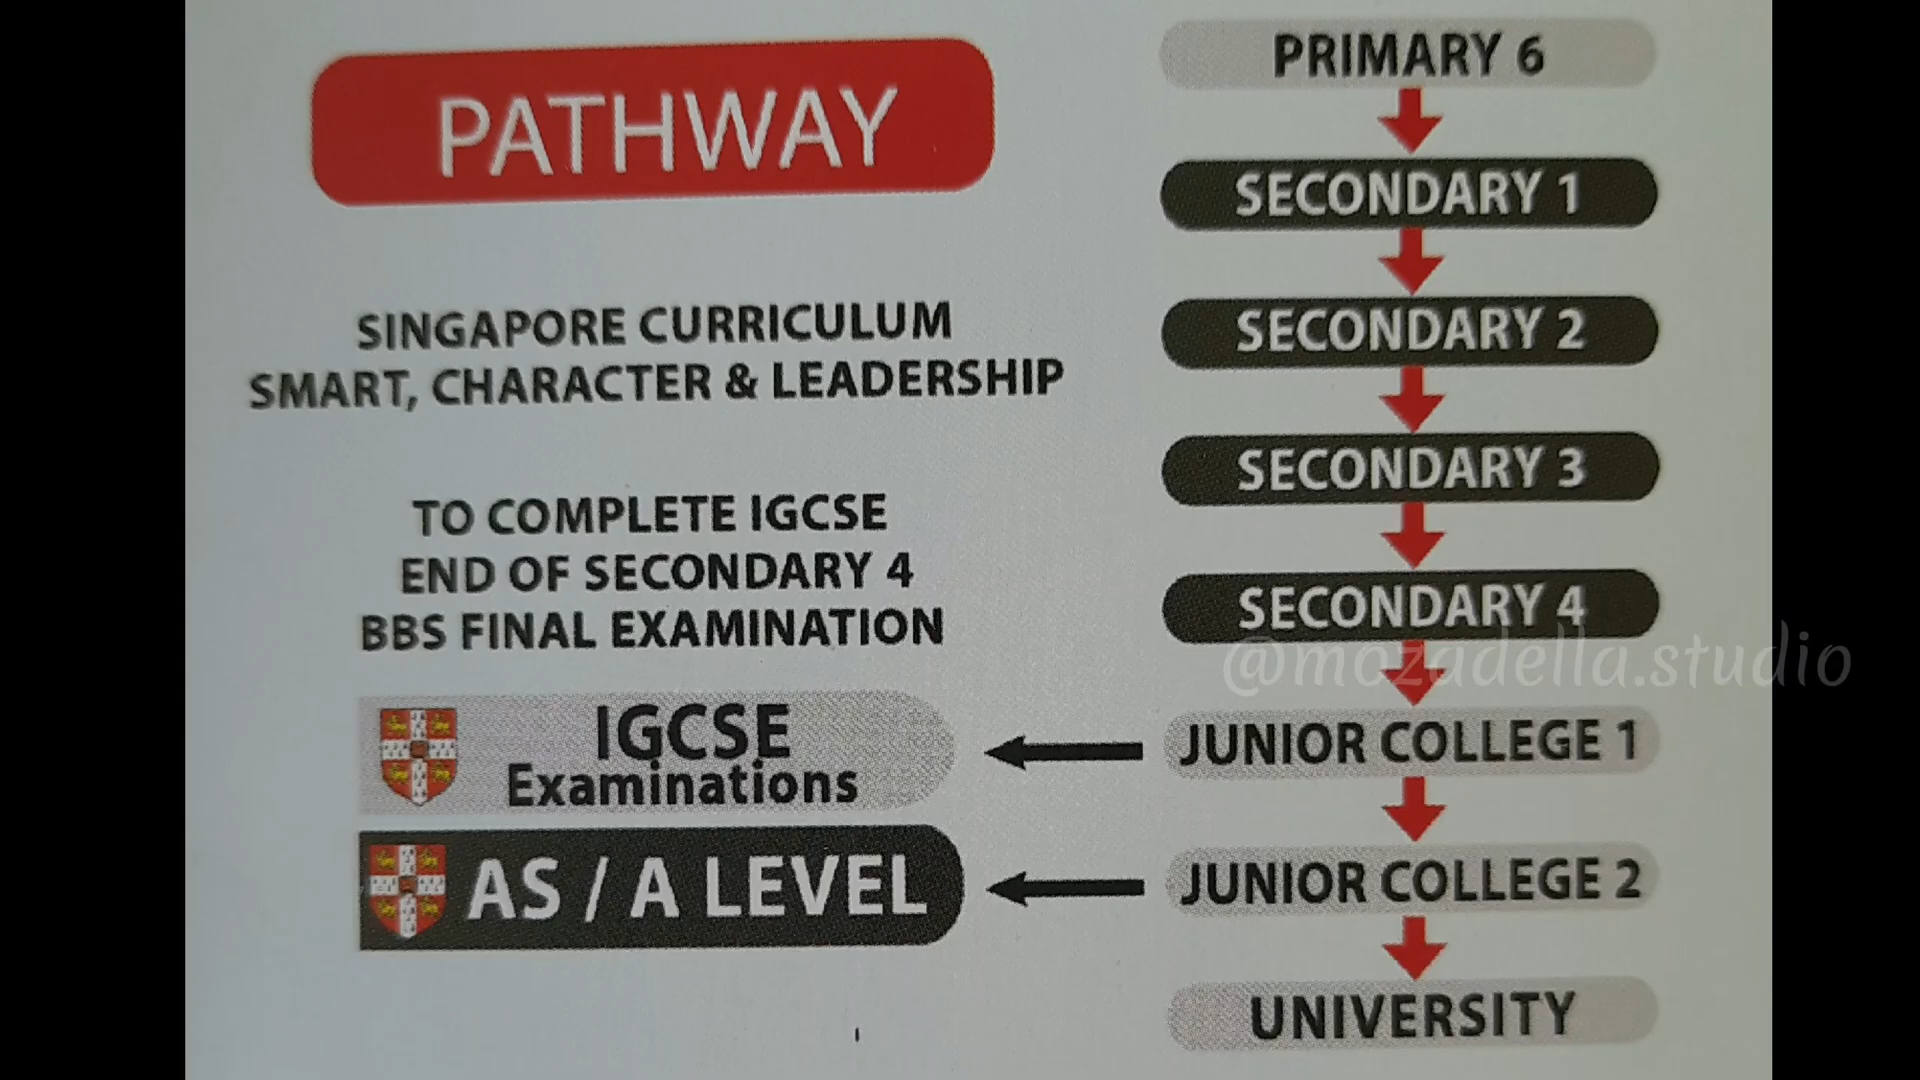 PATHWAY
SINGAPORE CURRICULUM
SMART, CHARACTER & LEADERSHIP
TO COMPLETE IGCSE
END OF SECONDARY 4
BBS FINAL EXAMINATION
IGCSE
Examinations
AS / A LEVEL
PRIMARY 6
SECONDARY 1
SECONDARY 2
SECONDARY 3
SECONDARY 4
@mozadella.studio
JUNIOR COLLEGE 1
JUNIOR COLLEGE 2
UNIVERSITY